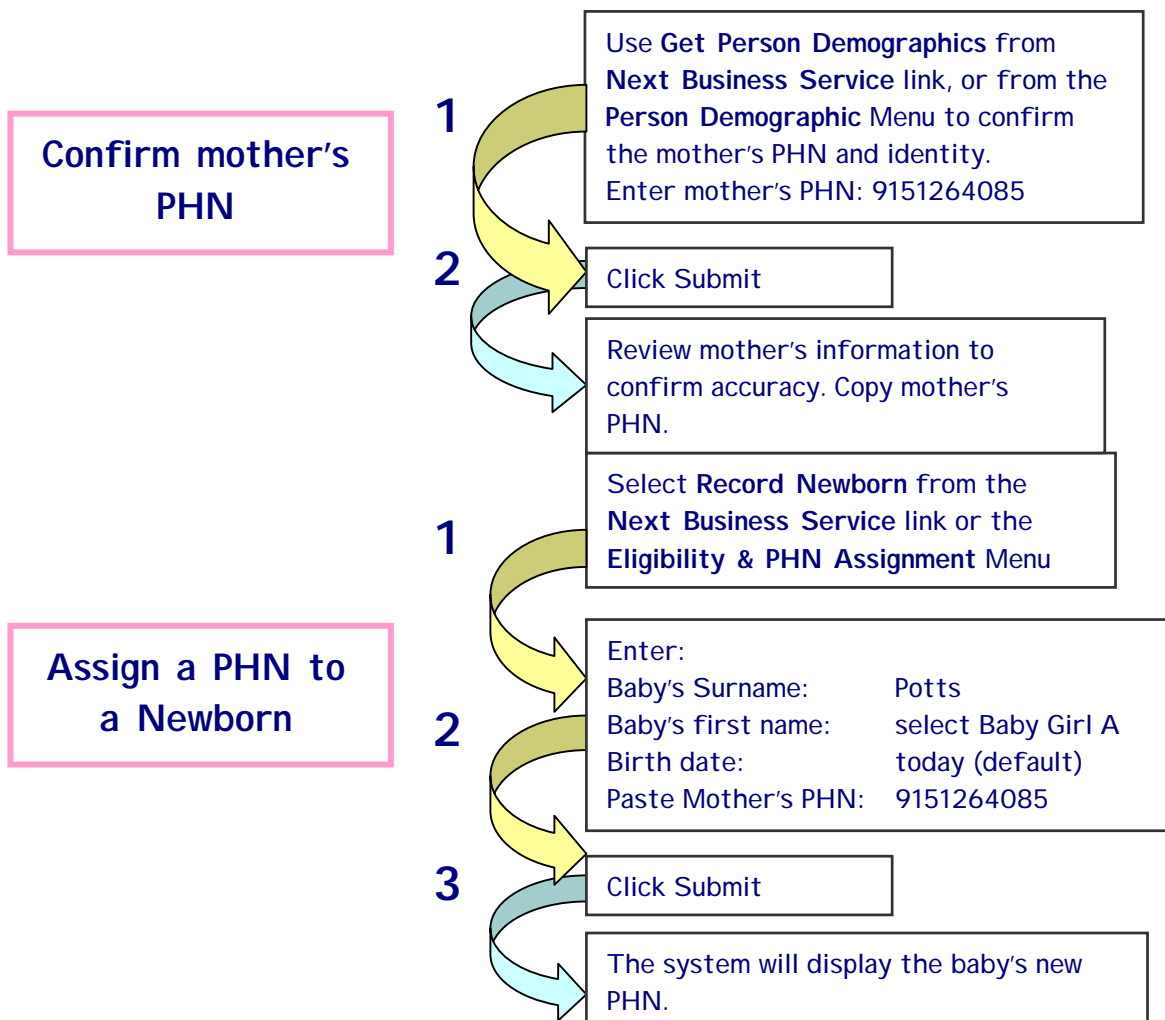 Confirm mother's
PHN
1
Use Get Person Demographics from
Next Business Service link, or from the
Person Demographic Menu to confirm
the mother's PHN and identity.
Enter mother's PHN: 9151264085
2
Click Submit
Review mother's information to
confirm accuracy. Copy mother's
PHN.
Assign a PHN to
a Newborn
1
Select Record Newborn from the
Next Business Service link or the
Eligibility & PHN Assignment Menu
2
Enter:
Baby's Surname: Potts
Baby's first name: select Baby Girl A
Birth date: today (default)
Paste Mother's PHN: 9151264085
3
Click Submit
The system will display the baby's new
PHN.